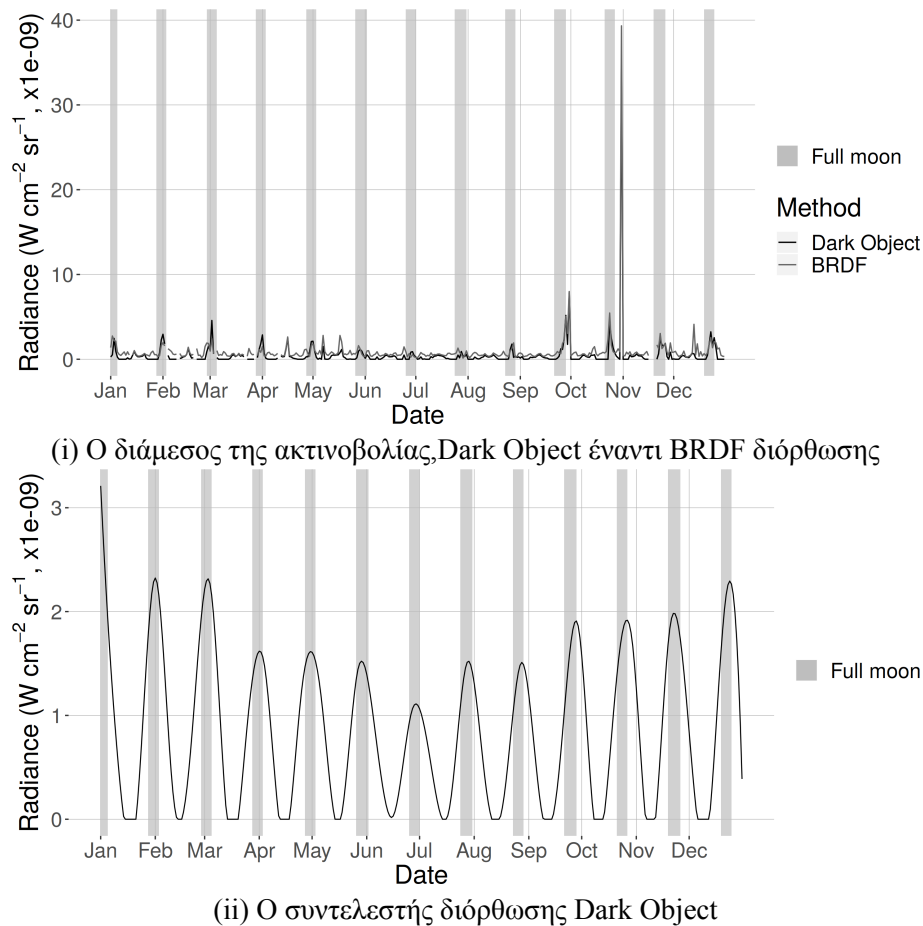 40
30
20
10
0
Radiance (W cm⁻² sr⁻¹, x1e-09)
Jan Feb Mar Apr May Jun Jul Aug Sep Oct Nov Dec
Date
Full moon
Method
Dark Object
BRDF
(i) Ο διάμεσος της ακτινοβολίας,Dark Object έναντι BRDF διόρθωσης
3
2
1
0
Radiance (W cm⁻² sr⁻¹, x1e-09)
Jan Feb Mar Apr May Jun Jul Aug Sep Oct Nov Dec
Date
Full moon
(ii) Ο συντελεστής διόρθωσης Dark Object